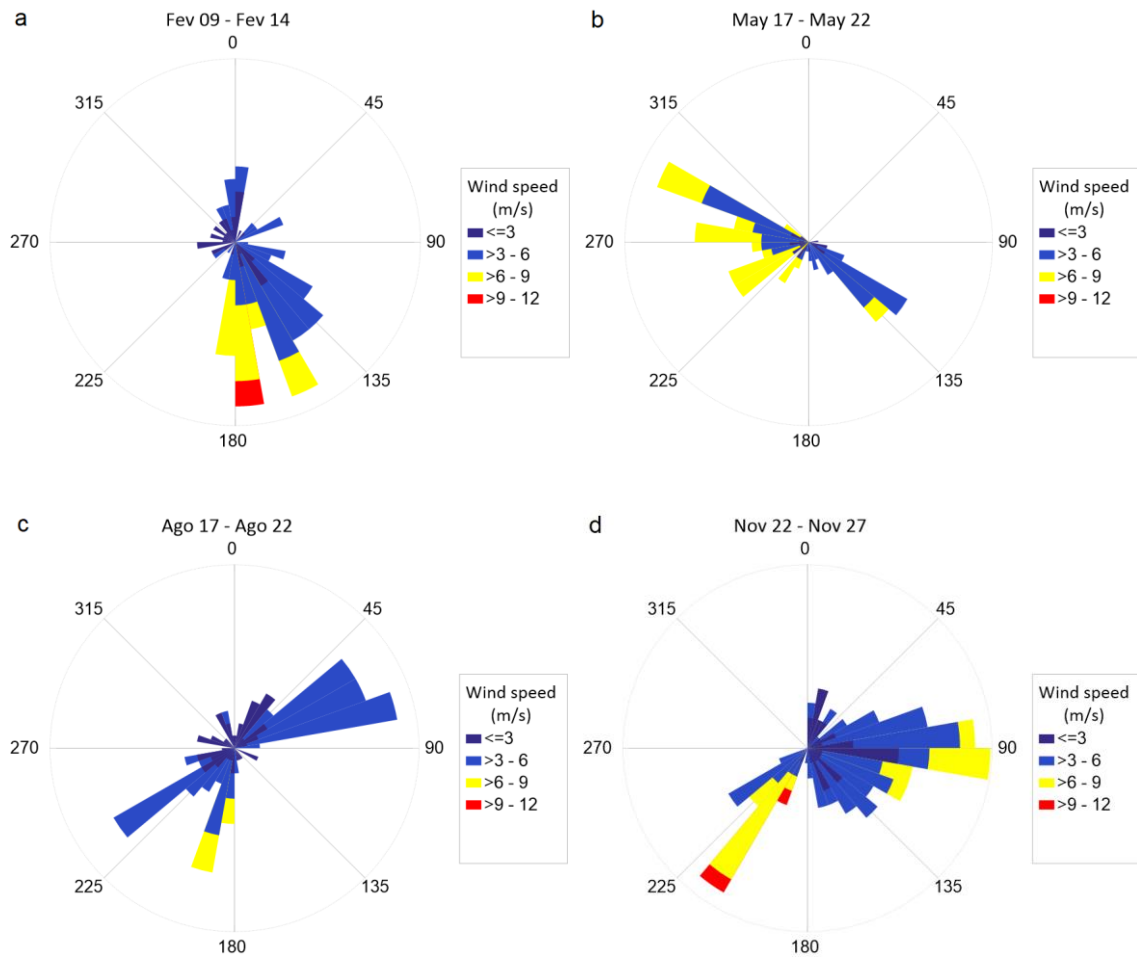 a
Fev 09 - Fev 14
0
45
90
135
180
225
270
315
Wind speed
(m/s)
<=3
>3 - 6
>6 - 9
>9 - 12
b
May 17 - May 22
0
45
90
135
180
225
270
315
Wind speed
(m/s)
<=3
>3 - 6
>6 - 9
>9 - 12
c
Ago 17 - Ago 22
0
45
90
135
180
225
270
315
Wind speed
(m/s)
<=3
>3 - 6
>6 - 9
>9 - 12
d
Nov 22 - Nov 27
0
45
90
135
180
225
270
315
Wind speed
(m/s)
<=3
>3 - 6
>6 - 9
>9 - 12